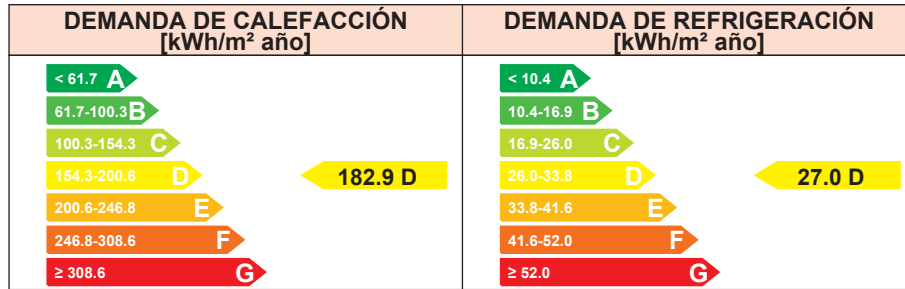 DEMANDA DE CALEFACCIÓN
[kWh/m² año]
< 61.7 A
61.7-100.3 B
100.3-154.3 C
154.3-200.6 D
200.6-246.8 E
246.8-308.6 F
≥ 308.6 G
182.9 D
DEMANDA DE REFRIGERACIÓN
[kWh/m² año]
< 10.4 A
10.4-16.9 B
16.9-26.0 C
26.0-33.8 D
33.8-41.6 E
41.6-52.0 F
≥ 52.0 G
27.0 D